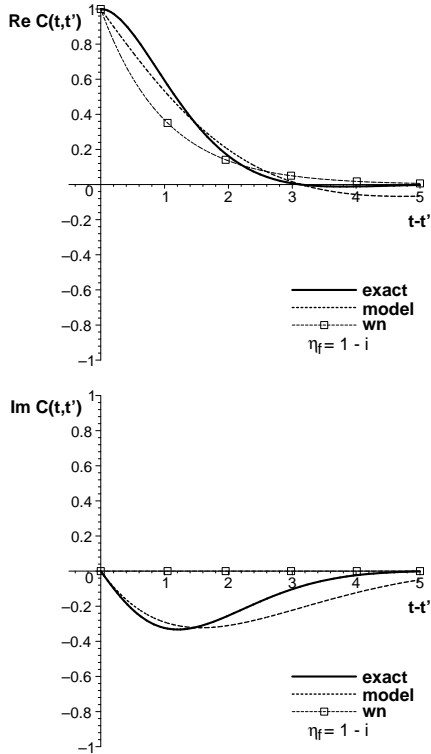 Re C(t,t’)
1
0.8
0.6
0.4
0.2
0
1 2 3 4 5
t-t’
–0.2
–0.4
–0.6
–0.8
–1
exact
model
wn
ηf = 1 - i
Im C(t,t’)
1
0.8
0.6
0.4
0.2
0
1 2 3 4 5
t-t’
–0.2
–0.4
–0.6
–0.8
–1
exact
model
wn
ηf = 1 - i